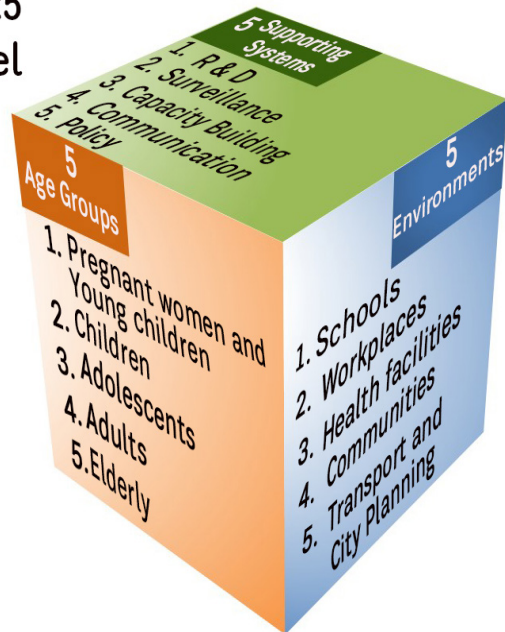 5 Supporting
Systems
1. R & D
2. Surveillance
3. Capacity Building
4. Communication
5. Policy
5
Age Groups
1. Pregnant women and
Young children
2. Children
3. Adolescents
4. Adults
5.Elderly
5
Environments
1. Schools
2. Workplaces
3. Health facilities
4. Communities
5. Transport and
City Planning